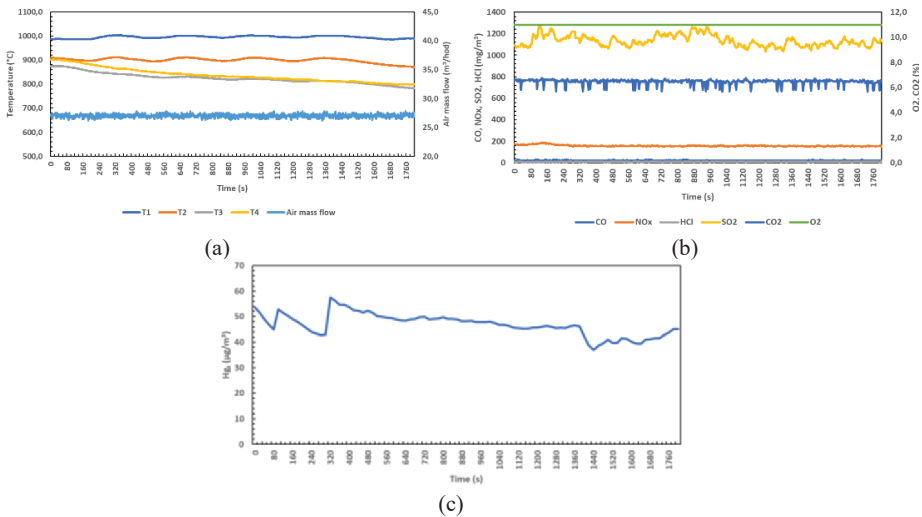 1100,0
1000,0
900,0
800,0
700,0
600,0
500,0
Temperature (°C)
45,0
40,0
35,0
30,0
25,0
20,0
Air mass flow (m³/hod)
0 80 160 240 320 400 480 560 640 720 800 880 960 1040 1120 1200 1280 1360 1440 1520 1600 1680 1760
Time (s)
T1 T2 T3 T4 Air mass flow
(a)
1400
1200
1000
800
600
400
200
0
CO, NOx, SO2, HCl (mg/m³)
11,0
10,0
8,0
6,0
4,0
2,0
0,0
O2, CO2 (%)
0 80 160 240 320 400 480 560 640 720 800 880 960 1040 1120 1200 1280 1360 1440 1520 1600 1680 1760
Time (s)
CO NOx HCl SO2 CO2 O2
(b)
70
60
50
40
30
20
10
0
(µg/m³)
0 80 160 240 320 400 480 560 640 720 800 880 960 1040 1120 1200 1280 1360 1440 1520 1600 1680 1760
Time (s)
(c)